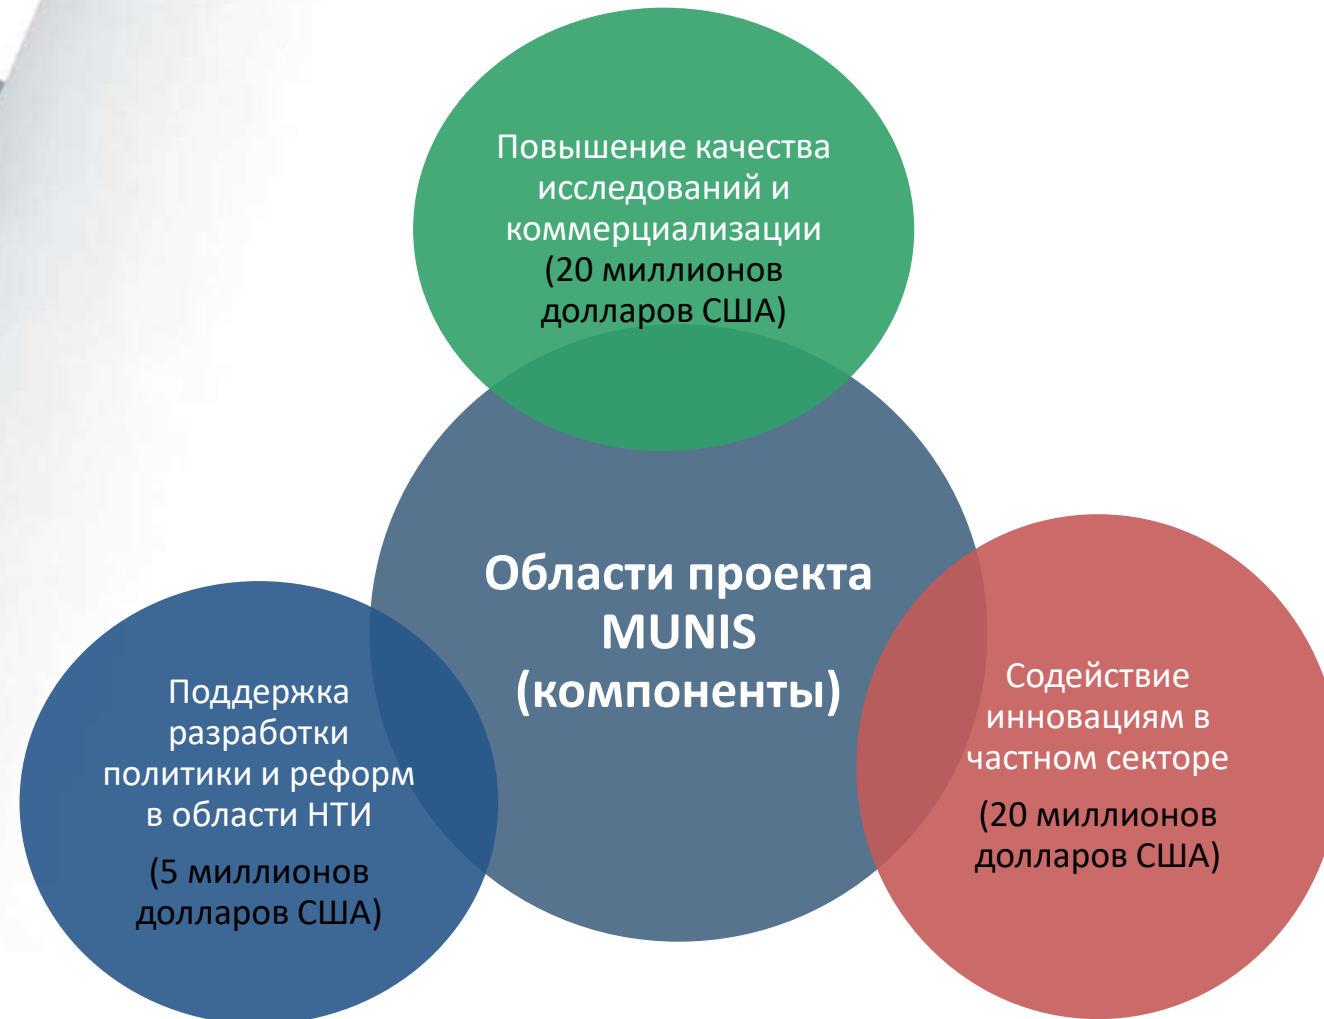 Повышение качества
исследований и
коммерциализации
(20 миллионов
долларов США)
Области проекта
MUNIS
(компоненты)
Поддержка
разработки
политики и реформ
в области НТИ
(5 миллионов
долларов США)
Содействие
инновациям в
частном секторе
(20 миллионов
долларов США)